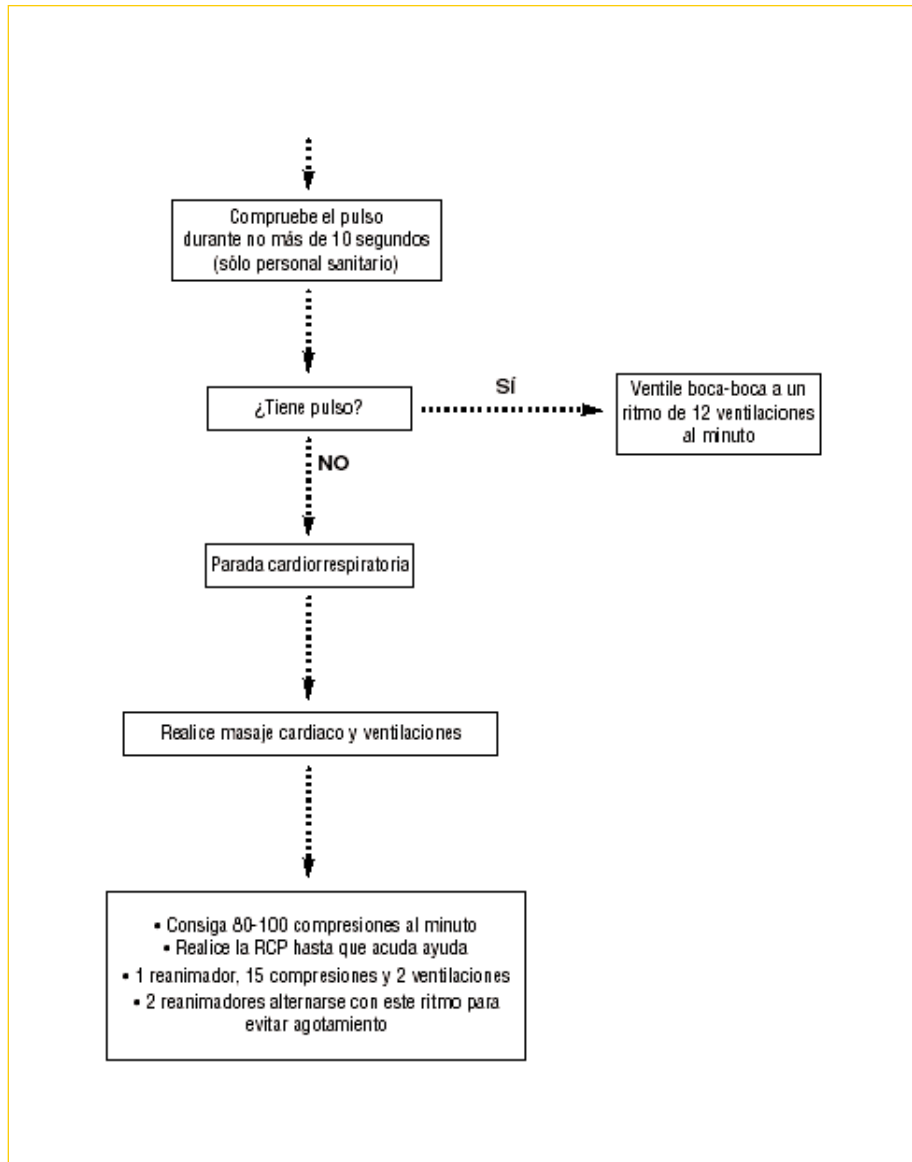 Compruebe el pulso
durante no más de 10 segundos
(sólo personal sanitario)
¿Tiene pulso?
SÍ
Ventile boca-boca a un
ritmo de 12 ventilaciones
al minuto
NO
Parada cardiorrespiratoria
Realice masaje cardiaco y ventilaciones
▪ Consiga 80-100 compresiones al minuto
▪ Realice la RCP hasta que acuda ayuda
▪ 1 reanimador, 15 compresiones y 2 ventilaciones
▪ 2 reanimadores alternarse con este ritmo para
evitar agotamiento